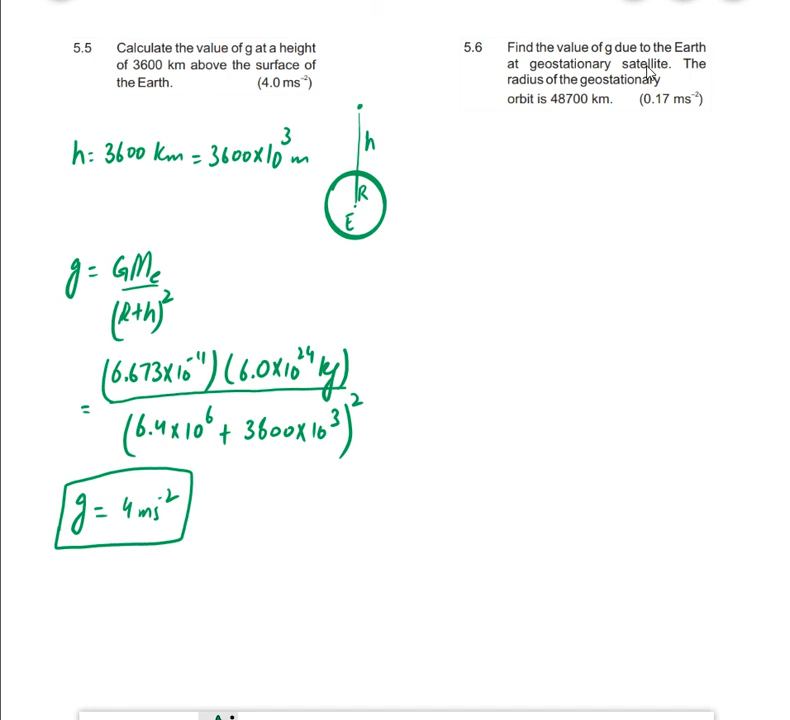 5.5 Calculate the value of g at a height
of 3600 km above the surface of
the Earth. (4.0 ms⁻²)
h: 3600 km = 3600×10³ m
h
R
E
g = GMe
(R+h)²
= (6.673×10⁻¹¹)(6.0×10²⁴ kg)
(6.4×10⁶ + 3600×10³)²
g = 4 ms⁻²
5.6 Find the value of g due to the Earth
at geostationary satellite. The
radius of the geostationary
orbit is 48700 km. (0.17 ms⁻²)